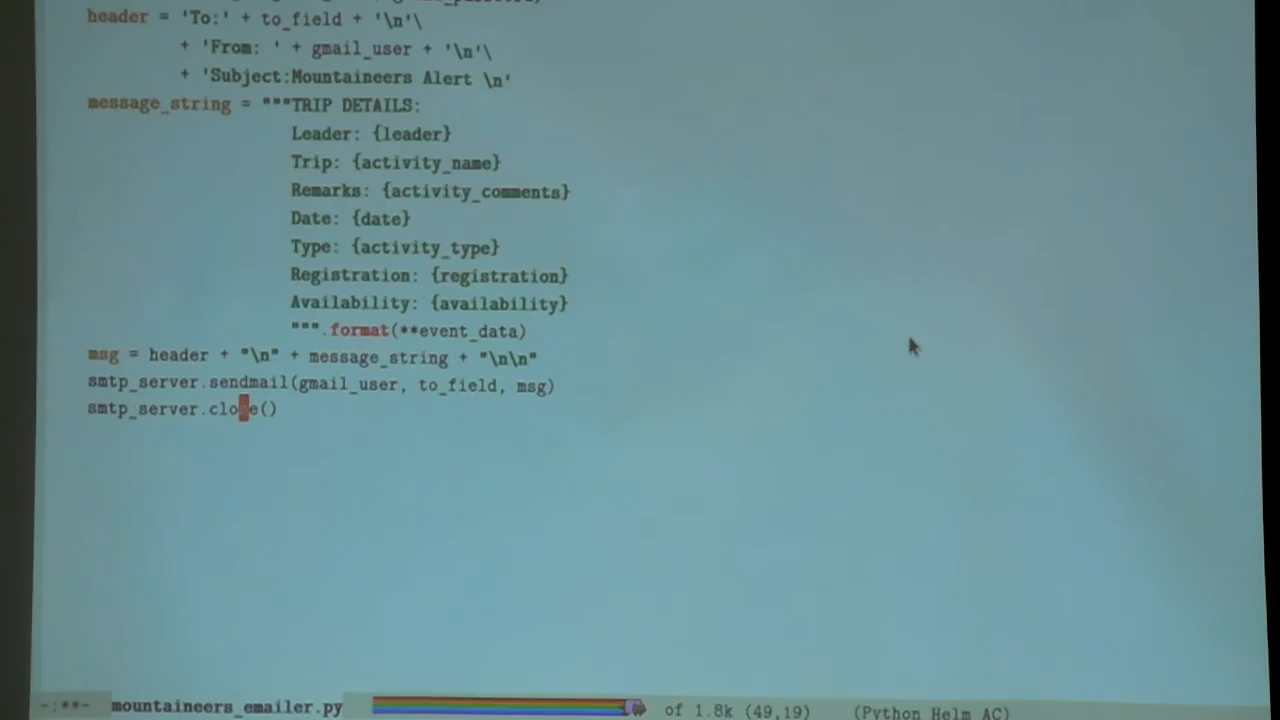 header = 'To:' + to_field + '\n'\
+ 'From: ' + gmail_user + '\n'\
+ 'Subject:Mountaineers Alert \n'
message_string = """TRIP DETAILS:
Leader: {leader}
Trip: {activity_name}
Remarks: {activity_comments}
Date: {date}
Type: {activity_type}
Registration: {registration}
Availability: {availability}
""".format(**event_data)
msg = header + "\n" + message_string + "\n\n"
smtp_server.sendmail(gmail_user, to_field, msg)
smtp_server.close()
-:**- mountaineers_emailer.py of 1.8k (49,19) (Python Helm AC)